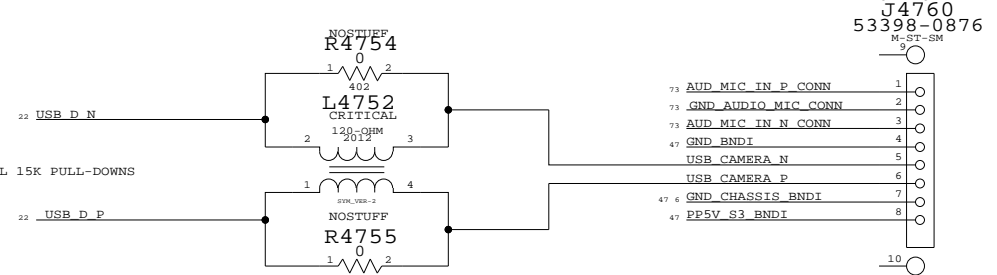 J4760
53398-0876
M-ST-SM
9
NOSTUFF
R4754
0
1 2
402
L4752
CRITICAL
120-OHM
2012
2 3
22 USB_D_N
L 15K PULL-DOWNS
1 4
SYM_VER-2
22 USB_D_P
NOSTUFF
R4755
0
1 2
73 AUD_MIC_IN_P_CONN 1
73 GND_AUDIO_MIC_CONN 2
73 AUD_MIC_IN_N_CONN 3
47 GND_BNDI 4
USB_CAMERA_N 5
USB_CAMERA_P 6
47 6 GND_CHASSIS_BNDI 7
47 PP5V_S3_BNDI 8
10